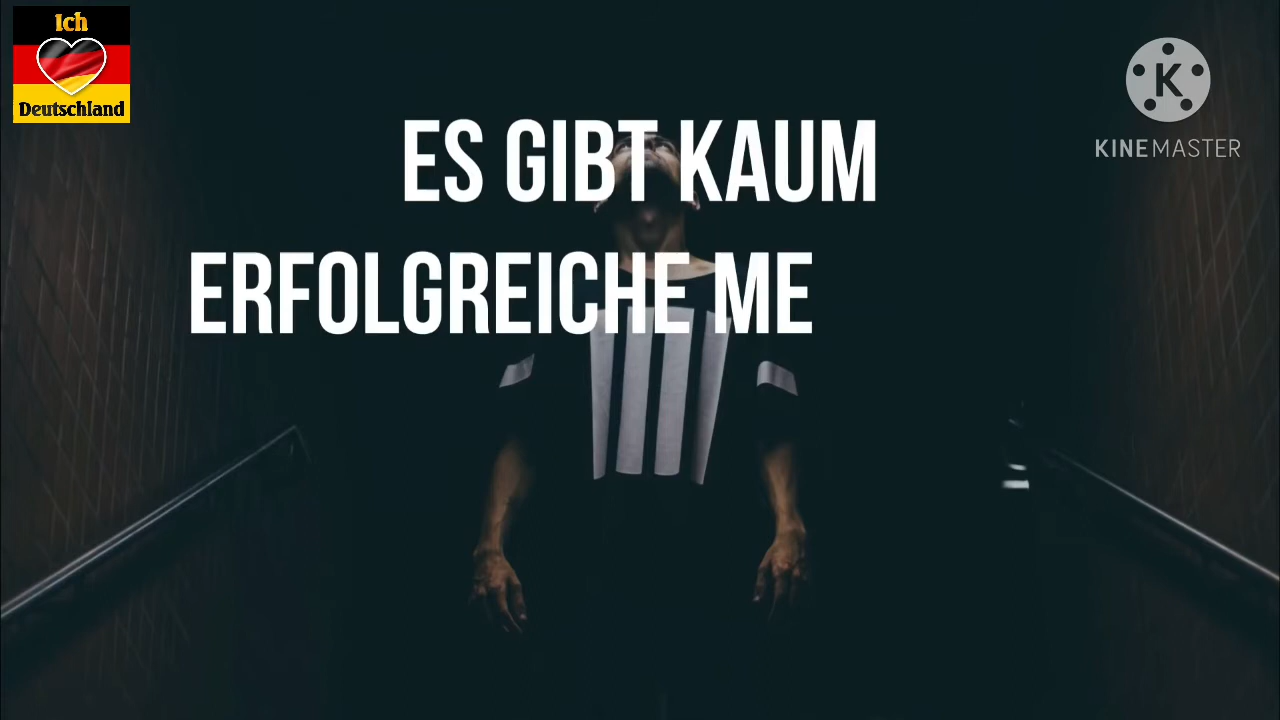 Ich
Deutschland
K
KINEMASTER
ES GIBT KAUM
ERFOLGREICHE ME